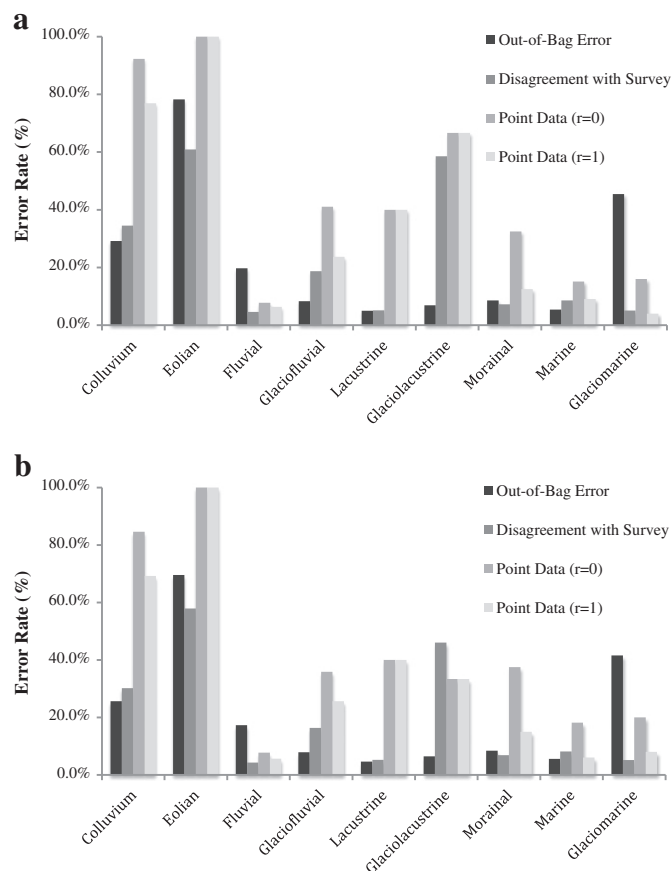 a
100.0%
80.0%
60.0%
40.0%
20.0%
0.0%
Error Rate (%)
Out-of-Bag Error
Disagreement with Survey
Point Data (r=0)
Point Data (r=1)
Colluvium
Eolian
Fluvial
Glaciofluvial
Lacustrine
Glaciolacustrine
Morainal
Marine
Glaciomarine
b
100.0%
80.0%
60.0%
40.0%
20.0%
0.0%
Error Rate (%)
Out-of-Bag Error
Disagreement with Survey
Point Data (r=0)
Point Data (r=1)
Colluvium
Eolian
Fluvial
Glaciofluvial
Lacustrine
Glaciolacustrine
Morainal
Marine
Glaciomarine